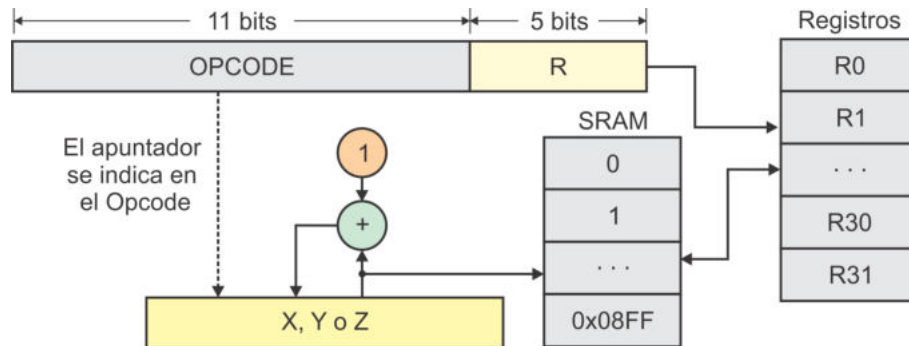 11 bits
5 bits
Registros
OPCODE
R
R0
R1
. . .
R30
R31
El apuntador
se indica en
el Opcode
1
+
SRAM
0
1
. . .
0x08FF
X, Y o Z